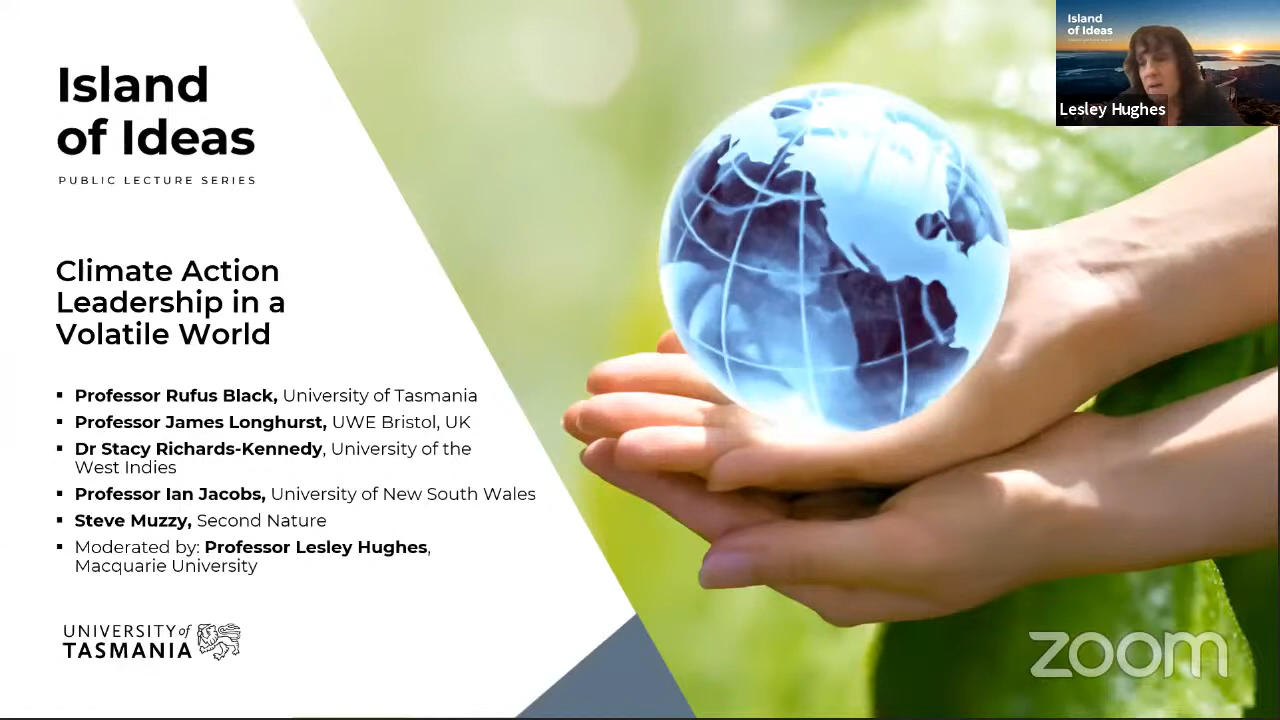 Island
of Ideas
PUBLIC LECTURE SERIES
Climate Action
Leadership in a
Volatile World
▪ Professor Rufus Black, University of Tasmania
▪ Professor James Longhurst, UWE Bristol, UK
▪ Dr Stacy Richards-Kennedy, University of the
West Indies
▪ Professor Ian Jacobs, University of New South Wales
▪ Steve Muzzy, Second Nature
▪ Moderated by: Professor Lesley Hughes,
Macquarie University
UNIVERSITY of
TASMANIA
Island
of Ideas
Lesley Hughes
zoom